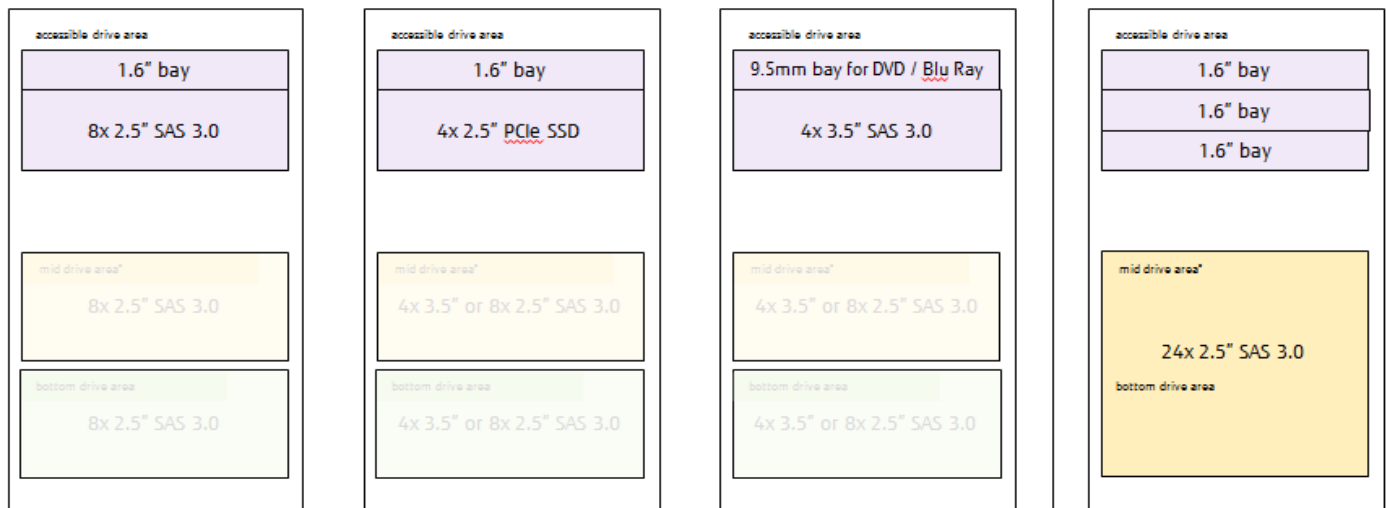 accessible drive area
1.6" bay
8x 2.5" SAS 3.0
mid drive area*
8x 2.5" SAS 3.0
bottom drive area
8x 2.5" SAS 3.0
accessible drive area
1.6" bay
4x 2.5" PCIe SSD
mid drive area*
4x 3.5" or 8x 2.5" SAS 3.0
bottom drive area
4x 3.5" or 8x 2.5" SAS 3.0
accessible drive area
9.5mm bay for DVD / Blu Ray
4x 3.5" SAS 3.0
mid drive area*
4x 3.5" or 8x 2.5" SAS 3.0
bottom drive area
4x 3.5" or 8x 2.5" SAS 3.0
accessible drive area
1.6" bay
1.6" bay
1.6" bay
mid drive area*
24x 2.5" SAS 3.0
bottom drive area